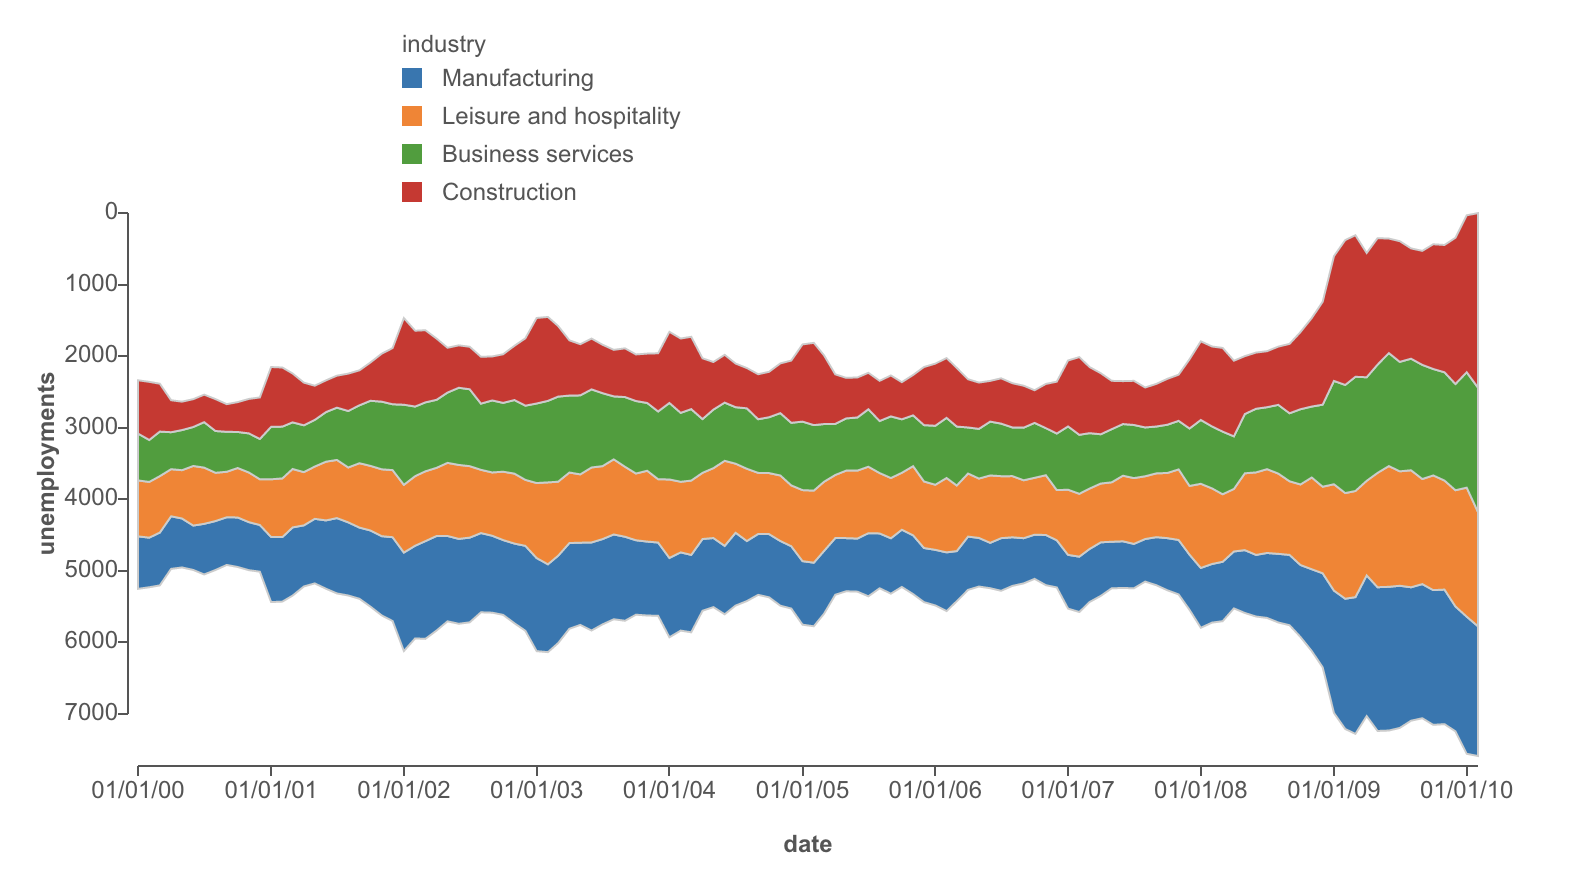 industry
Manufacturing
Leisure and hospitality
Business services
Construction
0
1000
2000
3000
4000
5000
6000
7000
unemployments
01/01/00 01/01/01 01/01/02 01/01/03 01/01/04 01/01/05 01/01/06 01/01/07 01/01/08 01/01/09 01/01/10
date